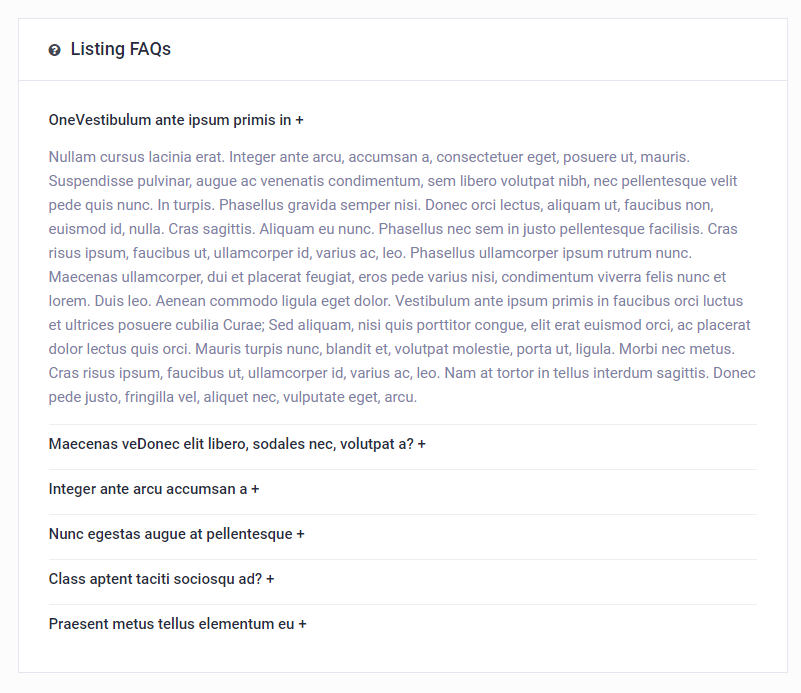 Listing FAQs
OneVestibulum ante ipsum primis in +
Nullam cursus lacinia erat. Integer ante arcu, accumsan a, consectetuer eget, posuere ut, mauris.
Suspendisse pulvinar, augue ac venenatis condimentum, sem libero volutpat nibh, nec pellentesque velit
pede quis nunc. In turpis. Phasellus gravida semper nisi. Donec orci lectus, aliquam ut, faucibus non,
euismod id, nulla. Cras sagittis. Aliquam eu nunc. Phasellus nec sem in justo pellentesque facilisis. Cras
risus ipsum, faucibus ut, ullamcorper id, varius ac, leo. Phasellus ullamcorper ipsum rutrum nunc.
Maecenas ullamcorper, dui et placerat feugiat, eros pede varius nisi, condimentum viverra felis nunc et
lorem. Duis leo. Aenean commodo ligula eget dolor. Vestibulum ante ipsum primis in faucibus orci luctus
et ultrices posuere cubilia Curae; Sed aliquam, nisi quis porttitor congue, elit erat euismod orci, ac placerat
dolor lectus quis orci. Mauris turpis nunc, blandit et, volutpat molestie, porta ut, ligula. Morbi nec metus.
Cras risus ipsum, faucibus ut, ullamcorper id, varius ac, leo. Nam at tortor in tellus interdum sagittis. Donec
pede justo, fringilla vel, aliquet nec, vulputate eget, arcu.
Maecenas veDonec elit libero, sodales nec, volutpat a? +
Integer ante arcu accumsan a +
Nunc egestas augue at pellentesque +
Class aptent taciti sociosqu ad? +
Praesent metus tellus elementum eu +